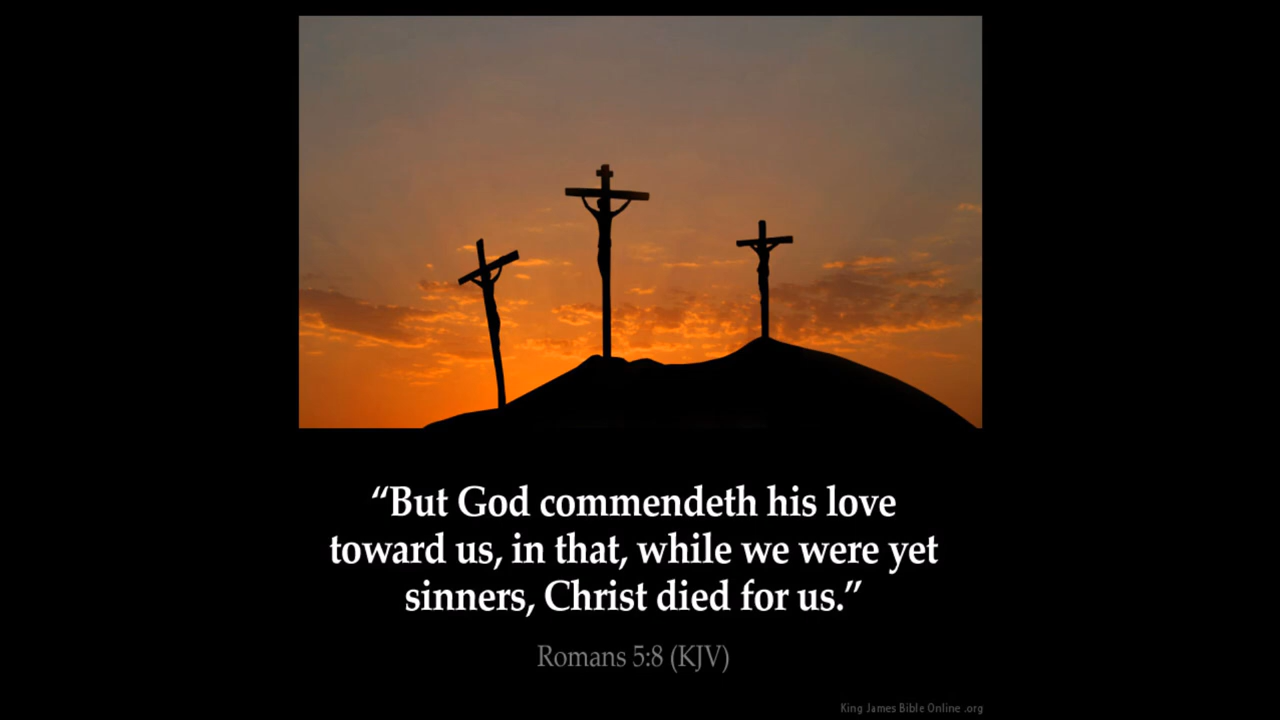 “But God commendeth his love
toward us, in that, while we were yet
sinners, Christ died for us.”
Romans 5:8 (KJV)
King James Bible Online .org